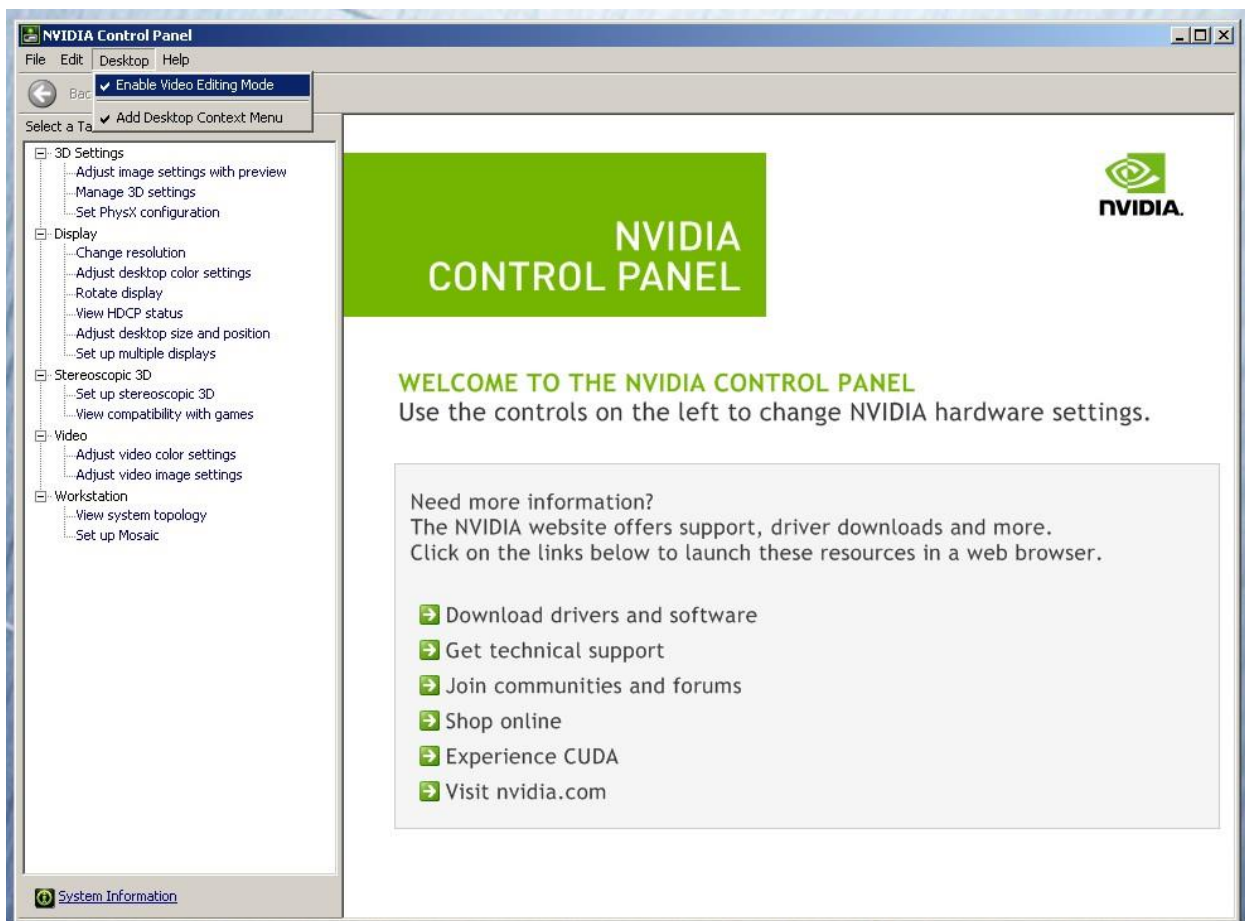 NVIDIA Control Panel
File Edit Desktop Help
Bac
Enable Video Editing Mode
Add Desktop Context Menu
Select a Ta
3D Settings
Adjust image settings with preview
Manage 3D settings
Set PhysX configuration
Display
Change resolution
Adjust desktop color settings
Rotate display
View HDCP status
Adjust desktop size and position
Set up multiple displays
Stereoscopic 3D
Set up stereoscopic 3D
View compatibility with games
Video
Adjust video color settings
Adjust video image settings
Workstation
View system topology
Set up Mosaic
System Information
NVIDIA
CONTROL PANEL
NVIDIA.
WELCOME TO THE NVIDIA CONTROL PANEL
Use the controls on the left to change NVIDIA hardware settings.
Need more information?
The NVIDIA website offers support, driver downloads and more.
Click on the links below to launch these resources in a web browser.
Download drivers and software
Get technical support
Join communities and forums
Shop online
Experience CUDA
Visit nvidia.com